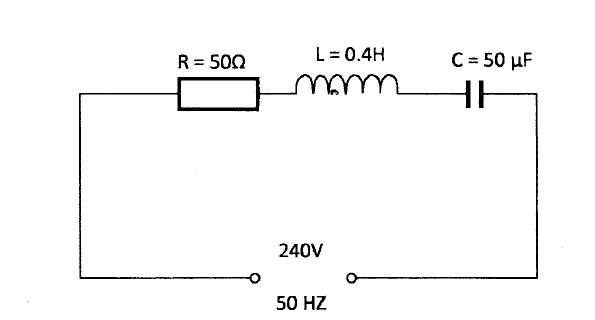 R = 50Ω
L = 0.4H
C = 50 µF
240V
50 HZ